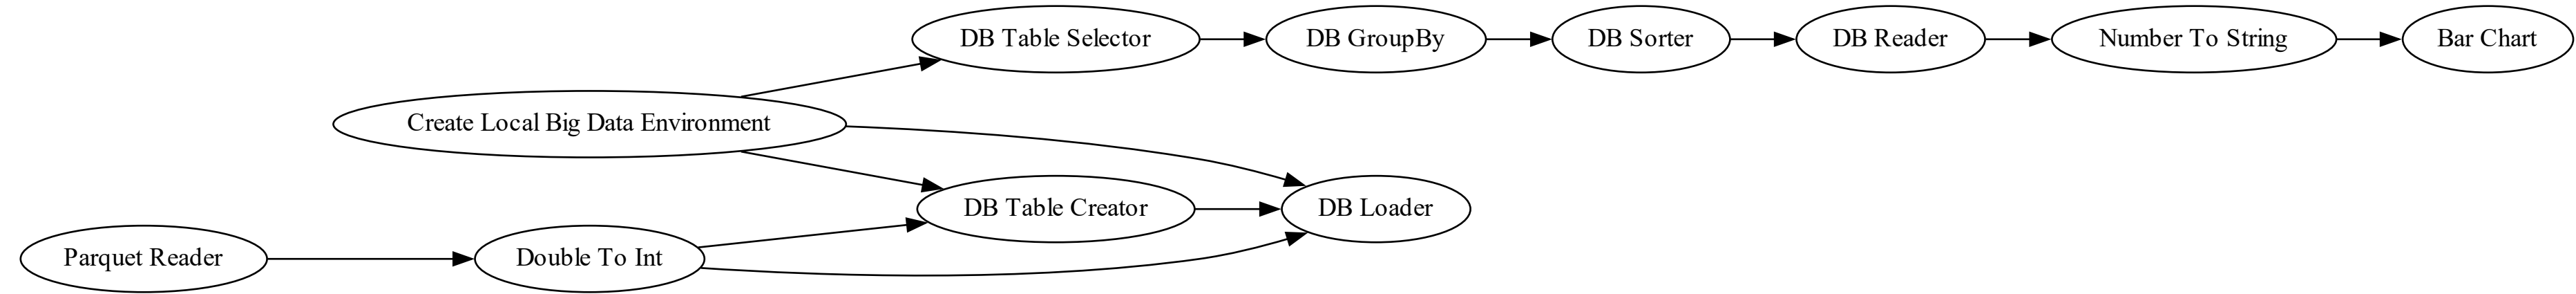 DB Table Selector
DB GroupBy
DB Sorter
DB Reader
Number To String
Bar Chart
Create Local Big Data Environment
DB Table Creator
DB Loader
Parquet Reader
Double To Int